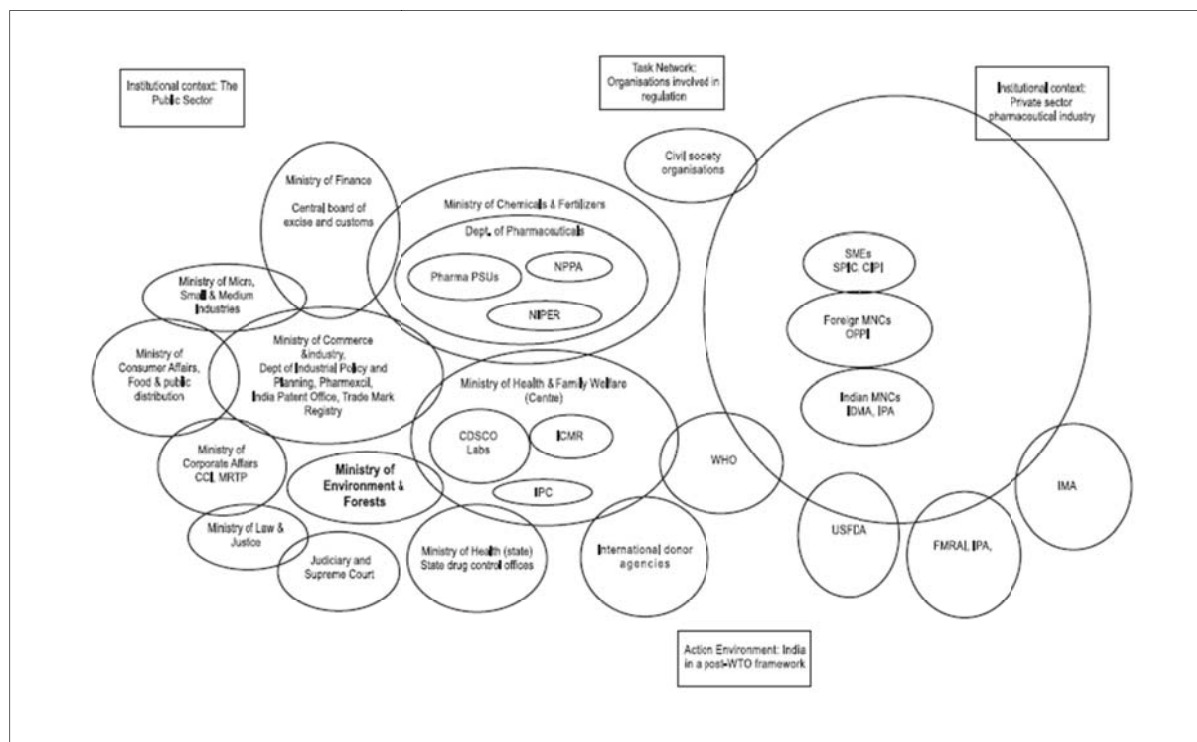 Institutional context: The
Public Sector
Task Network:
Organisations involved in
regulation
Institutional context:
Private sector
pharmaceutical industry
Civil society
organisations
Ministry of Finance
Central board of
excise and customs
Ministry of Chemicals & Fertilizers
Dept. of Pharmaceuticals
Pharma PSUs
NPPA
NIPER
SMEs
SPIC CIPI
Foreign MNCs
OPPI
Indian MNCs
IDMA, IPA
Ministry of Micro,
Small & Medium
Industries
Ministry of
Consumer Affairs,
Food & public
distribution
Ministry of Commerce
&industry,
Dept of Industrial Policy and
Planning, Pharmexcil,
India Patent Office, Trade Mark
Registry
Ministry of Health & Family Welfare
(Centre)
CDSCO
Labs
ICMR
IPC
WHO
Ministry of
Corporate Affairs
CCI, MRTP
Ministry of
Environment &
Forests
Ministry of Law &
Justice
Judiciary and
Supreme Court
Ministry of Health (state)
State drug control offices
International donor
agencies
USFDA
FMRAI, IPA,
IMA
Action Environment: India
in a post-WTO framework